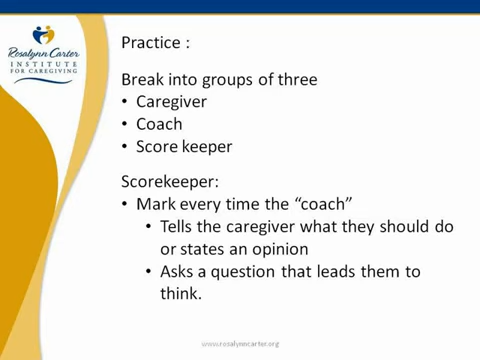 Rosalynn Carter
INSTITUTE
FOR CAREGIVING
Practice :
Break into groups of three
• Caregiver
• Coach
• Score keeper
Scorekeeper:
• Mark every time the “coach”
• Tells the caregiver what they should do
or states an opinion
• Asks a question that leads them to
think.
www.rosalynncarter.org